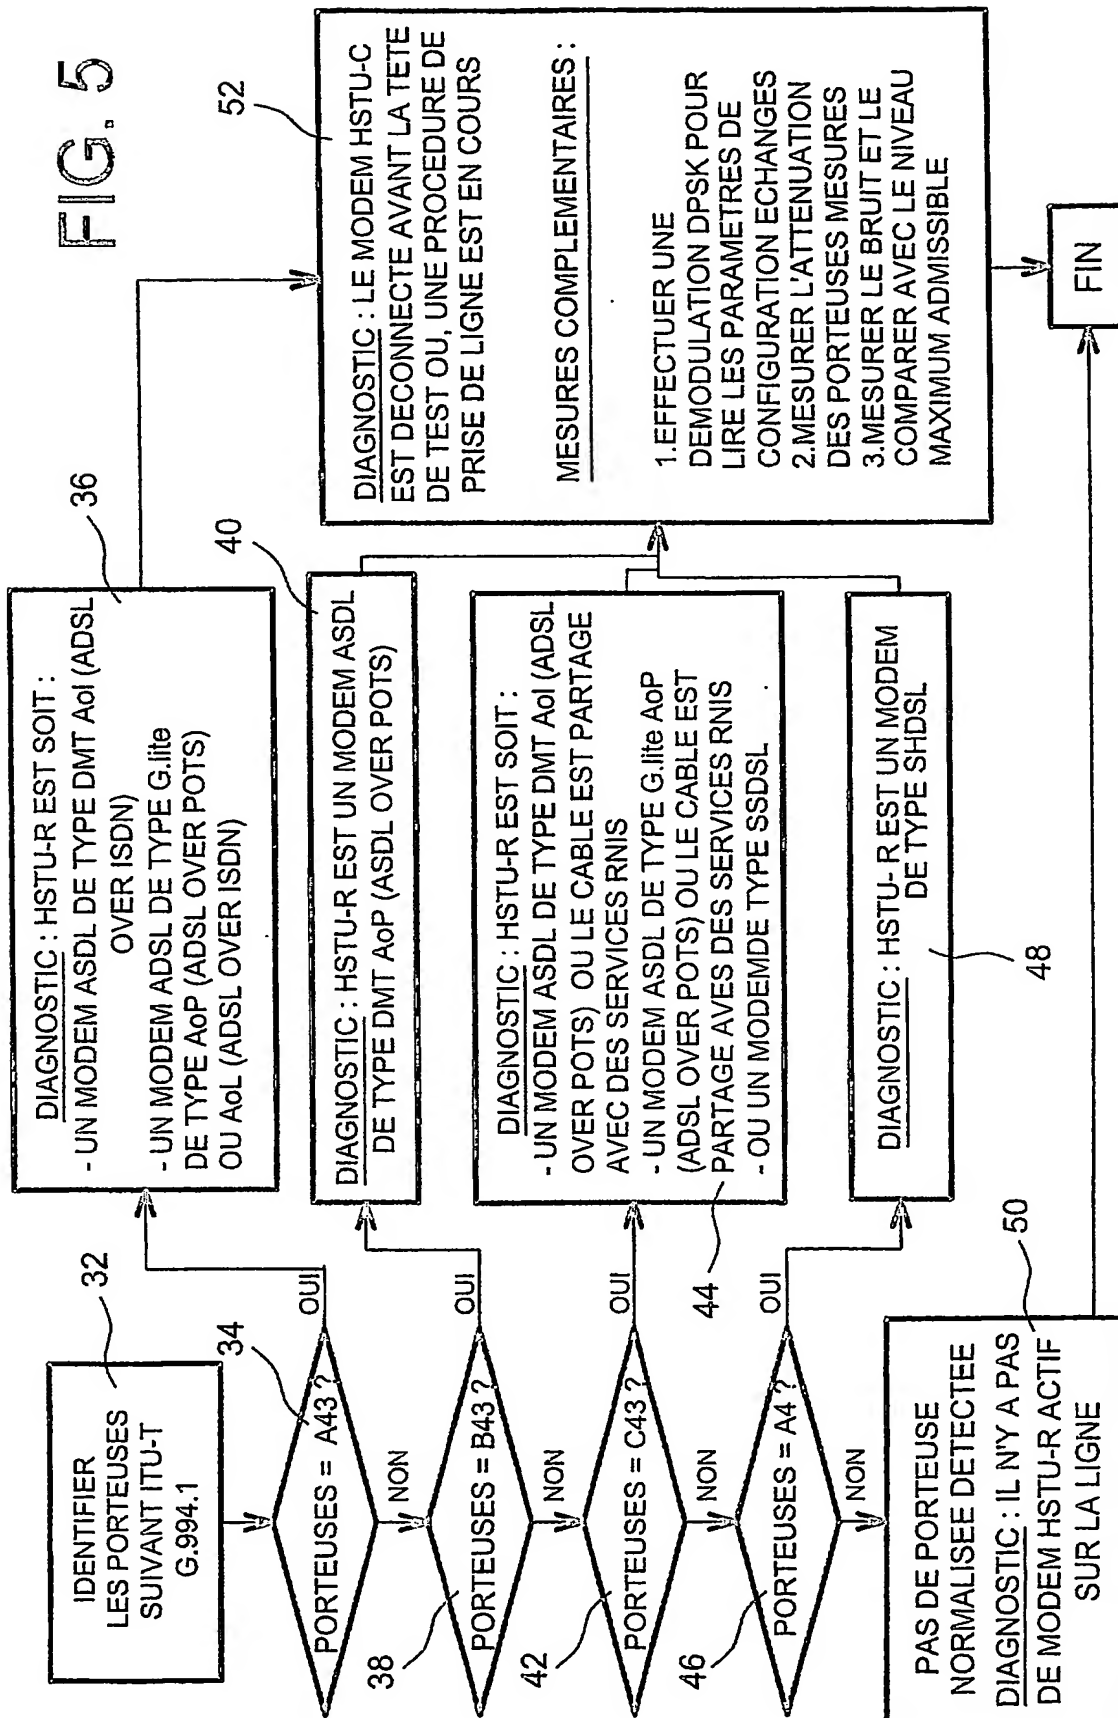 FIG. 5
IDENTIFIER
LES PORTEUSES
SUIVANT ITU-T
G.994.1
32
PORTEUSES = A43 ?
34
OUI
NON
DIAGNOSTIC : HSTU-R EST SOIT :
- UN MODEM ASDL DE TYPE DMT AoI (ADSL
OVER ISDN)
- UN MODEM ADSL DE TYPE G.lite
DE TYPE AoP (ADSL OVER POTS)
OU AoL (ADSL OVER ISDN)
36
PORTEUSES = B43 ?
38
OUI
NON
DIAGNOSTIC : HSTU-R EST UN MODEM ASDL
DE TYPE DMT AoP (ASDL OVER POTS)
40
PORTEUSES = C43 ?
42
OUI
NON
DIAGNOSTIC : HSTU-R EST SOIT :
- UN MODEM ASDL DE TYPE DMT AoI (ADSL
OVER POTS) OU LE CABLE EST PARTAGE
AVEC DES SERVICES RNIS
- UN MODEM ASDL DE TYPE G.lite AoP
(ADSL OVER POTS) OU LE CABLE EST
PARTAGE AVES DES SERVICES RNIS
- OU UN MODEMDE TYPE SSDSL
44
PORTEUSES = A4 ?
46
OUI
NON
DIAGNOSTIC : HSTU- R EST UN MODEM
DE TYPE SHDSL
48
PAS DE PORTEUSE
NORMALISEE DETECTEE
DIAGNOSTIC : IL N'Y A PAS
DE MODEM HSTU-R ACTIF
SUR LA LIGNE
50
DIAGNOSTIC : LE MODEM HSTU-C
EST DECONNECTE AVANT LA TETE
DE TEST OU, UNE PROCEDURE DE
PRISE DE LIGNE EST EN COURS
MESURES COMPLEMENTAIRES :
1.EFFECTUER UNE
DEMODULATION DPSK POUR
LIRE LES PARAMETRES DE
CONFIGURATION ECHANGES
2.MESURER L'ATTENUATION
DES PORTEUSES MESURES
3.MESURER LE BRUIT ET LE
COMPARER AVEC LE NIVEAU
MAXIMUM ADMISSIBLE
52
FIN